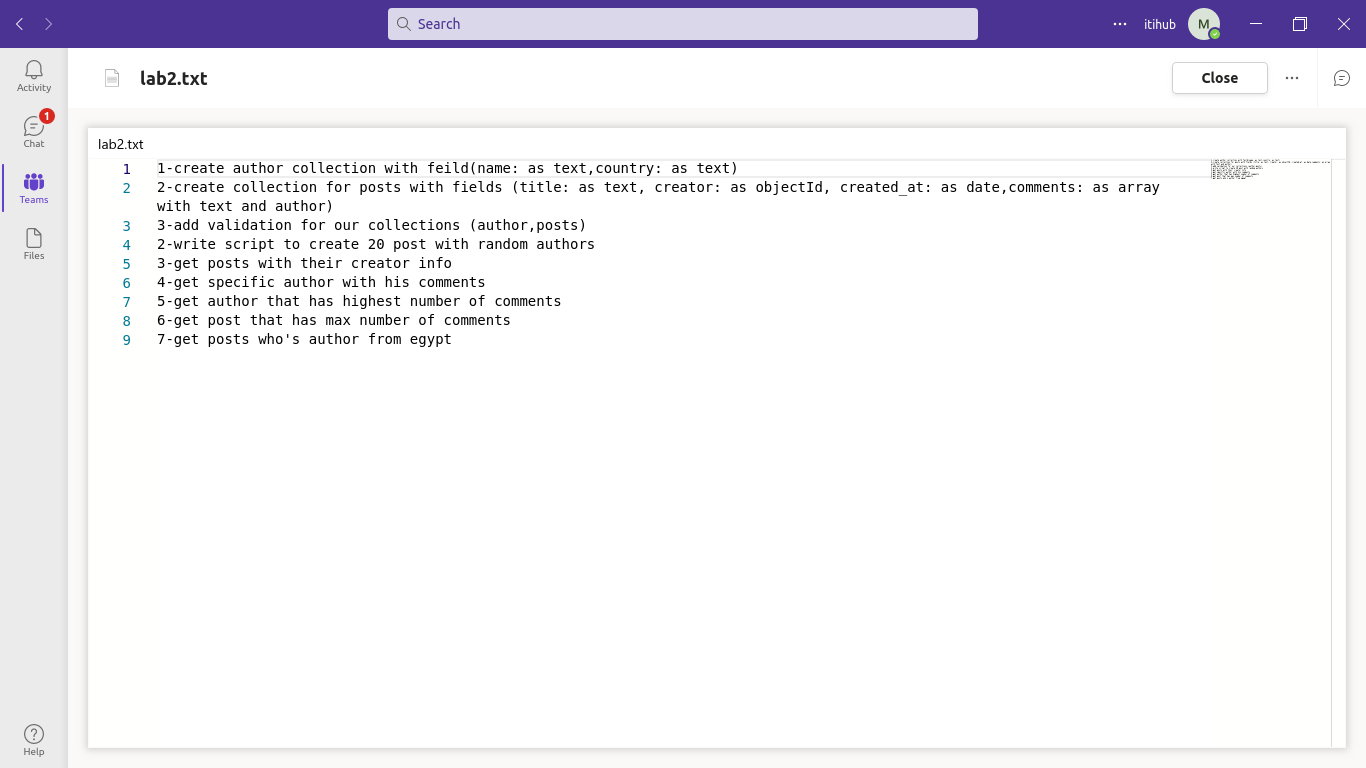 Search
itihub
M
Activity
lab2.txt
Close
1
Chat
lab2.txt
1 1-create author collection with feild(name: as text,country: as text)
2 2-create collection for posts with fields (title: as text, creator: as objectId, created_at: as date,comments: as array
with text and author)
3 3-add validation for our collections (author,posts)
4 2-write script to create 20 post with random authors
5 3-get posts with their creator info
6 4-get specific author with his comments
7 5-get author that has highest number of comments
8 6-get post that has max number of comments
9 7-get posts who's author from egypt
Teams
Files
Help